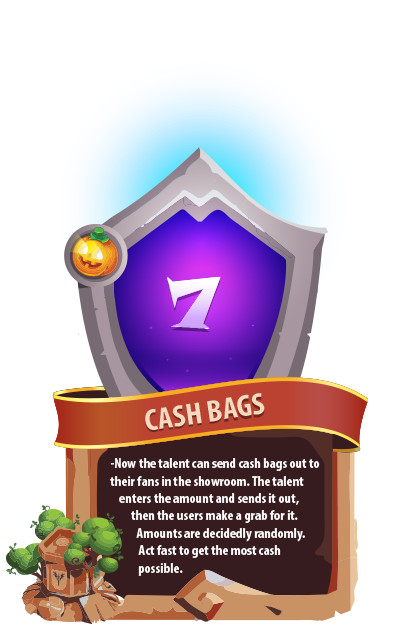 7
CASH BAGS
-Now the talent can send cash bags out to
their fans in the showroom. The talent
enters the amount and sends it out,
then the users make a grab for it.
Amounts are decidedly randomly.
Act fast to get the most cash
possible.